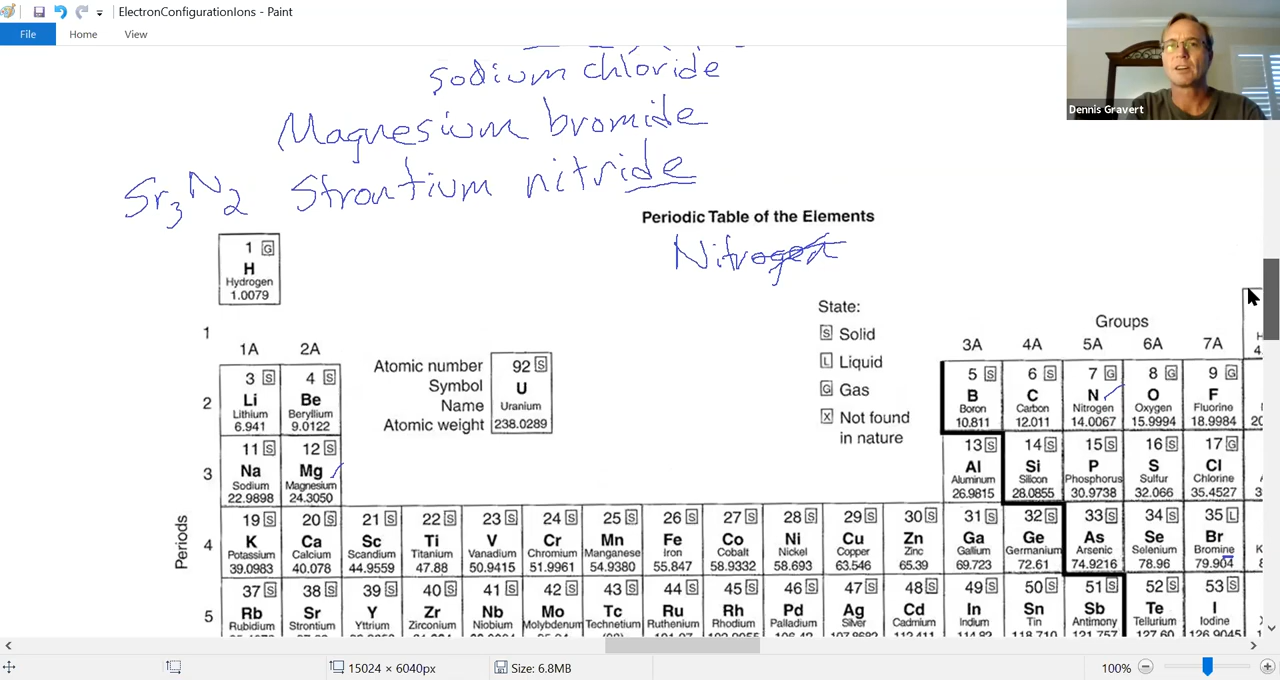 ElectronConfigurationIons - Paint
File Home View
Dennis Gravert
sodium chloride
Magnesium bromide
Sr3N2 Strontium nitride
Periodic Table of the Elements
Nitrogen
1 G
H
Hydrogen
1.0079
State:
S Solid
L Liquid
G Gas
X Not found
in nature
Groups
1
1A 2A
3A 4A 5A 6A 7A
Atomic number 92 S
Symbol U
Name Uranium
Atomic weight 238.0289
Periods
2
3 S 4 S 5 S 6 S 7 G 8 G 9 G
Li Be B C N O F
Lithium Beryllium Boron Carbon Nitrogen Oxygen Fluorine
6.941 9.0122 10.811 12.011 14.0067 15.9994 18.9984 20
3
11 S 12 S 13 S 14 S 15 S 16 S 17 G
Na Mg Al Si P S Cl
Sodium Magnesium Aluminum Silicon Phosphorus Sulfur Chlorine
22.9898 24.3050 26.9815 28.0855 30.9738 32.066 35.4527
4
19 S 20 S 21 S 22 S 23 S 24 S 25 S 26 S 27 S 28 S 29 S 30 S 31 S 32 S 33 S 34 S 35 L
K Ca Sc Ti V Cr Mn Fe Co Ni Cu Zn Ga Ge As Se Br
Potassium Calcium Scandium Titanium Vanadium Chromium Manganese Iron Cobalt Nickel Copper Zinc Gallium Germanium Arsenic Selenium Bromine
39.0983 40.078 44.9559 47.88 50.9415 51.9961 54.9380 55.847 58.9332 58.693 63.546 65.39 69.723 72.61 74.9216 78.96 79.904
5
37 S 38 S 39 S 40 S 41 S 42 S 43 S 44 S 45 S 46 S 47 S 48 S 49 S 50 S 51 S 52 S 53 S
Rb Sr Y Zr Nb Mo Tc Ru Rh Pd Ag Cd In Sn Sb Te I
Rubidium Strontium Yttrium Zirconium Niobium Molybdenum Technetium Ruthenium Rhodium Palladium Silver Cadmium Indium Tin Antimony Tellurium Iodine
118.710 121.757 127.60 126.9045
15024 × 6040px Size: 6.8MB 100%